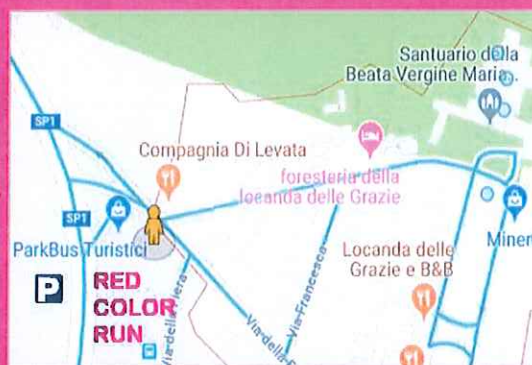 Santuario della
Beata Vergine Maria...
SP1
Compagnia Di Levata
foresteria della
locanda delle Grazie
SP1
ParkBus Turistici
Locanda delle
Grazie e B&B
P
RED
COLOR
RUN
Via-Francesco
Via-della